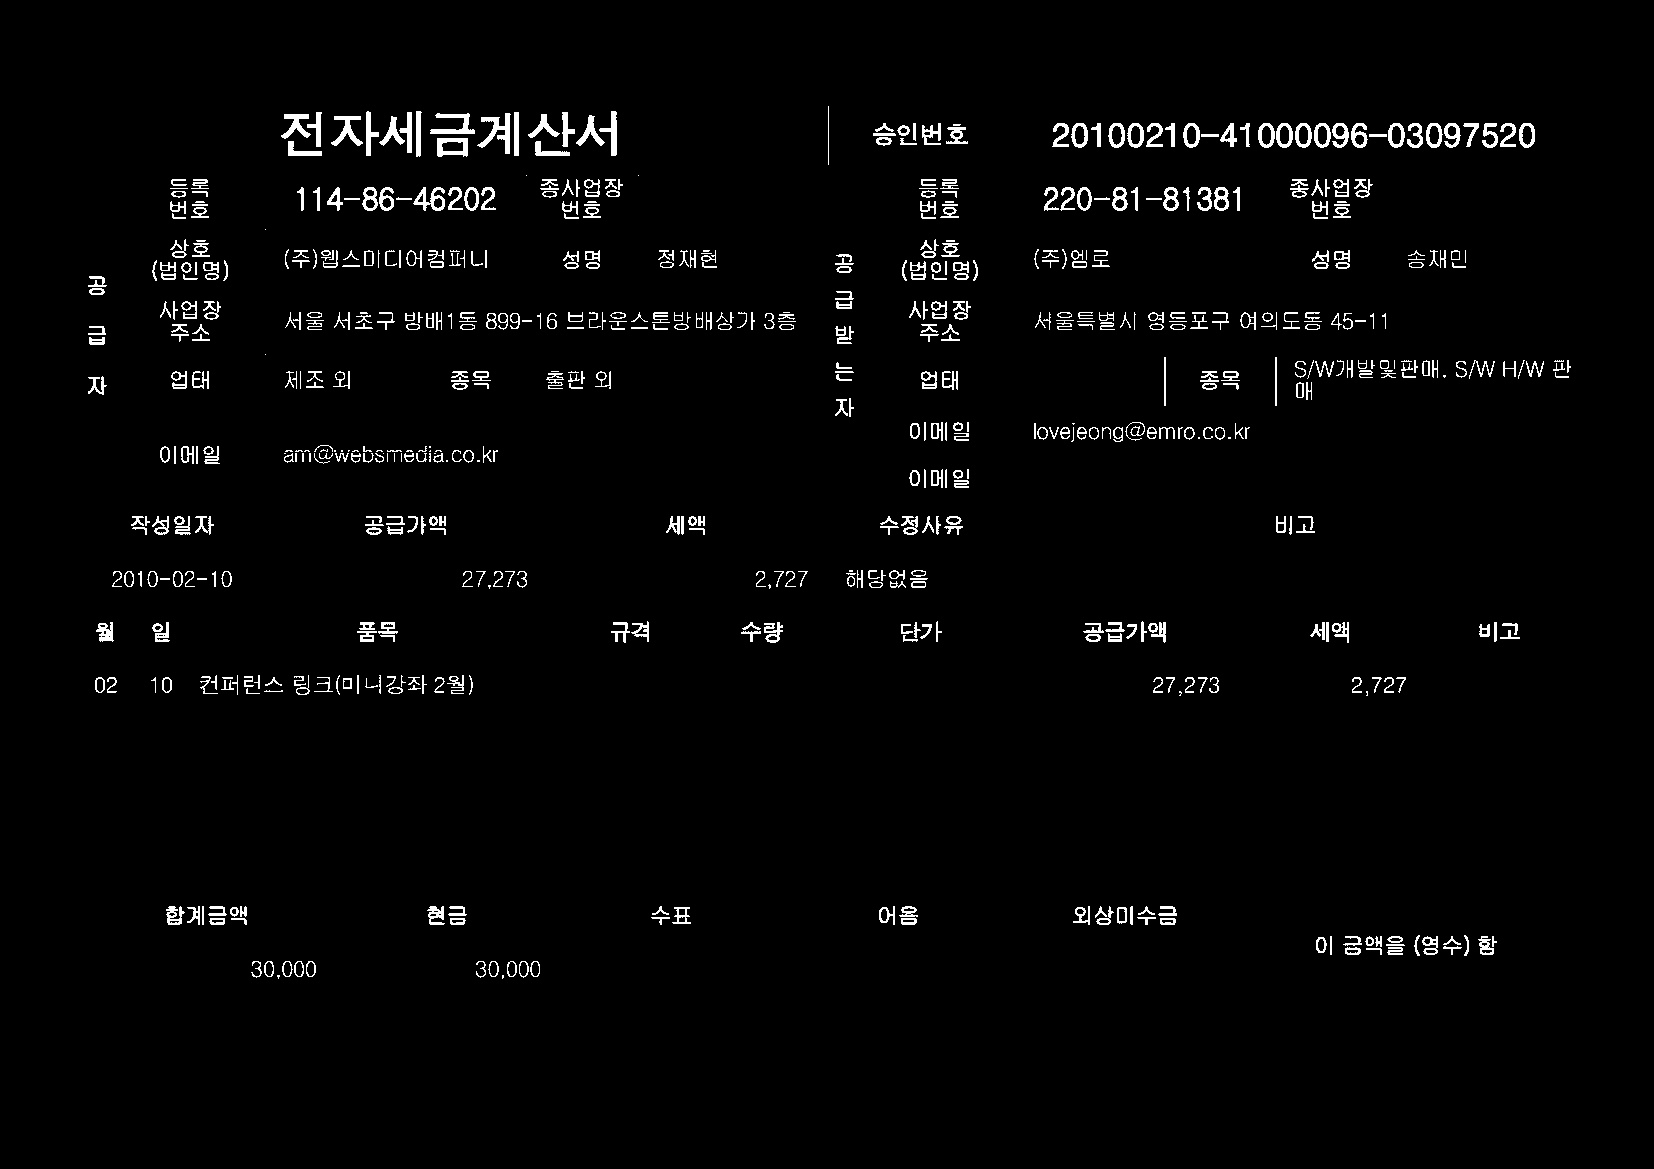 전자세금계산서 승인번호 20100210-41000096-03097520
등록번호 114-86-46202 종사업장번호 등록번호 220-81-81381 종사업장번호
공급자 상호(법인명) (주)웹스미디어컴퍼니 성명 정재현 공급받는자 상호(법인명) (주)엠로 성명 송재민
사업장주소 서울 서초구 방배1동 899-16 브라운스톤방배상가 3층 사업장주소 서울특별시 영등포구 여의도동 45-11
업태 제조 외 종목 출판 외 업태 종목 S/W개발및판매. S/W H/W 판매
이메일 am@websmedia.co.kr 이메일 lovejeong@emro.co.kr
이메일
작성일자 공급가액 세액 수정사유 비고
2010-02-10 27,273 2,727 해당없음
월 일 품목 규격 수량 단가 공급가액 세액 비고
02 10 컨퍼런스 링크(미니강좌 2월) 27,273 2,727
합계금액 현금 수표 어음 외상미수금
이 금액을 (영수) 함
30,000 30,000